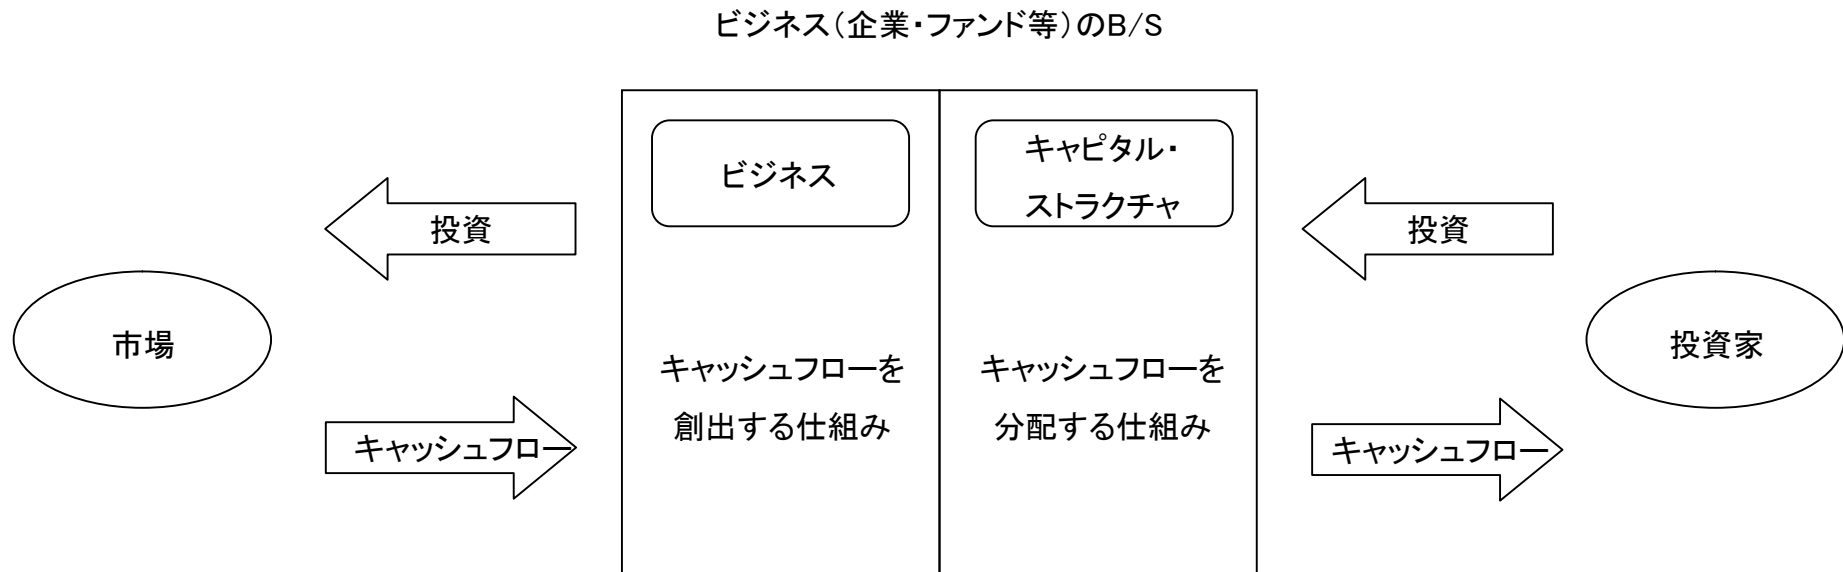 ビジネス(企業・ファンド等)のB/S
ビジネス
キャピタル・
ストラクチャ
投資
投資
市場
キャッシュフローを
創出する仕組み
キャッシュフローを
分配する仕組み
投資家
キャッシュフロー
キャッシュフロー